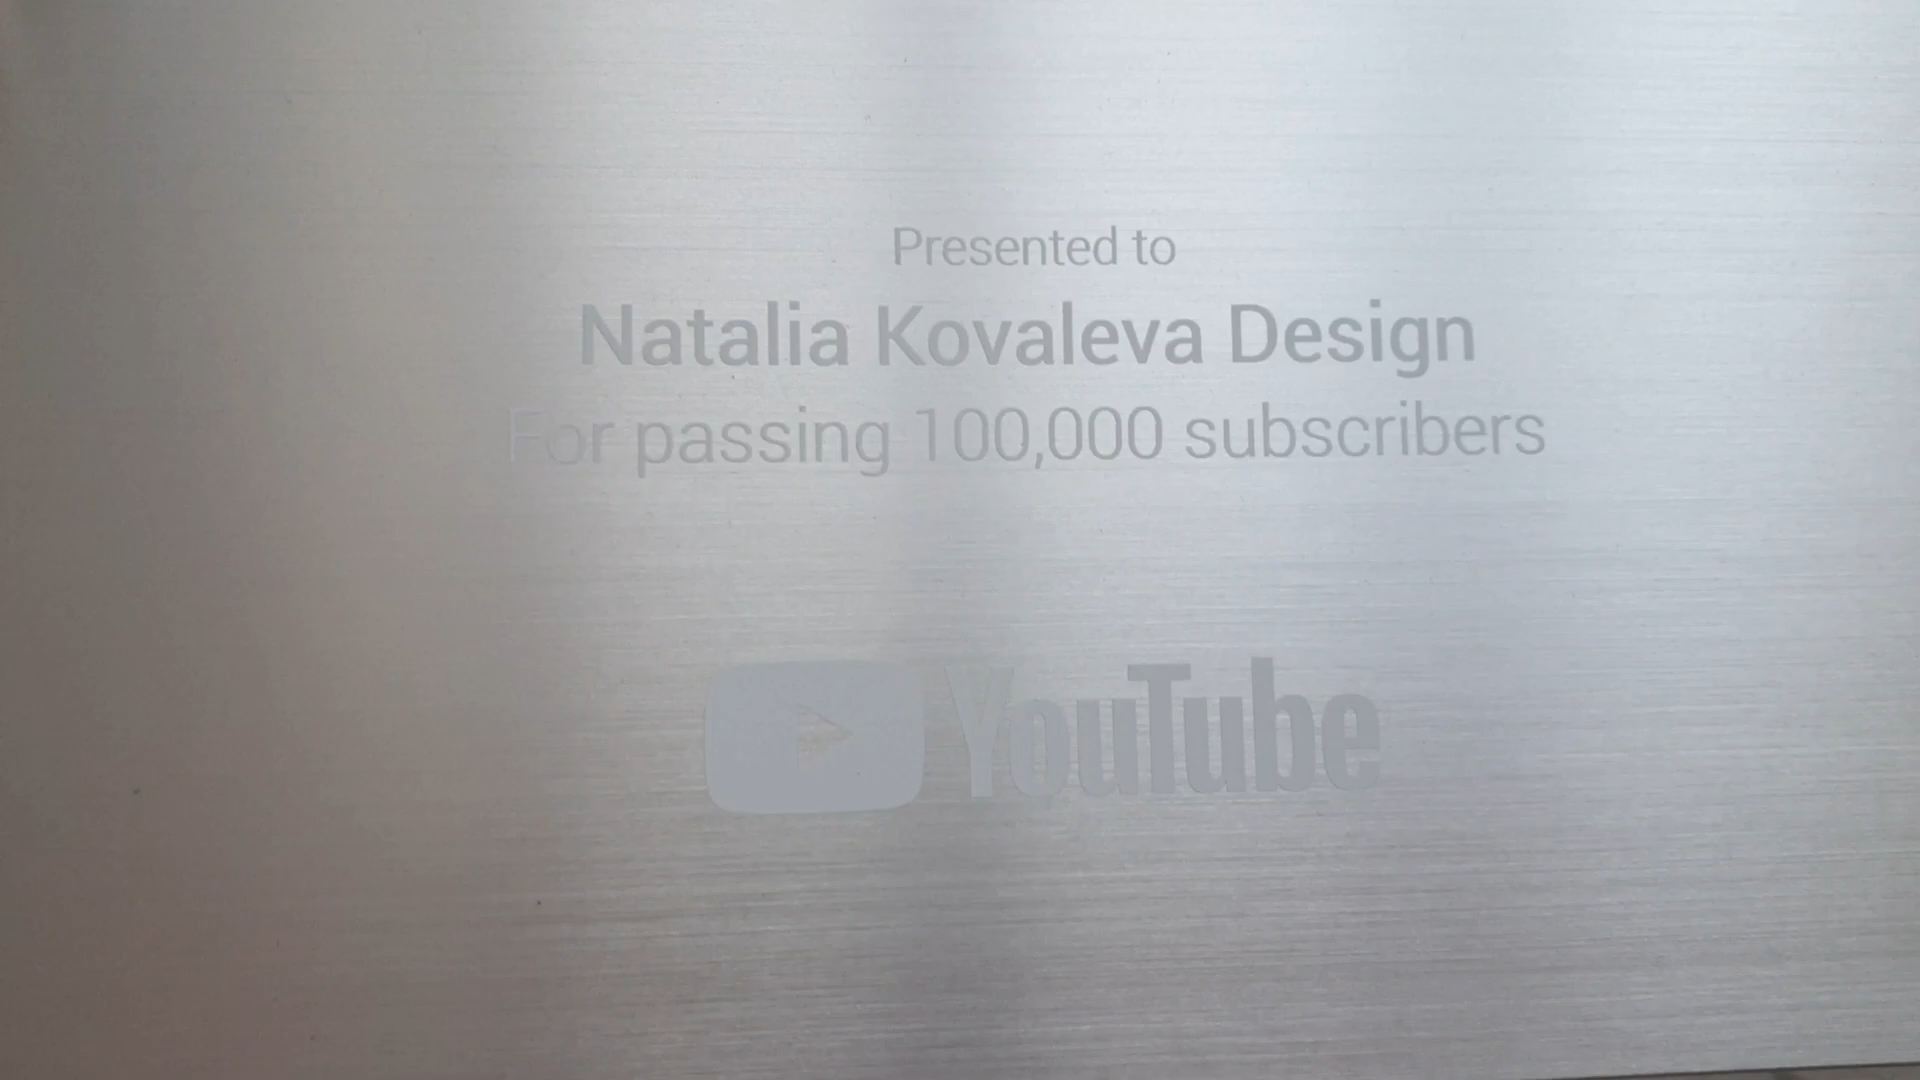 Presented to
Natalia Kovaleva Design
For passing 100,000 subscribers
YouTube